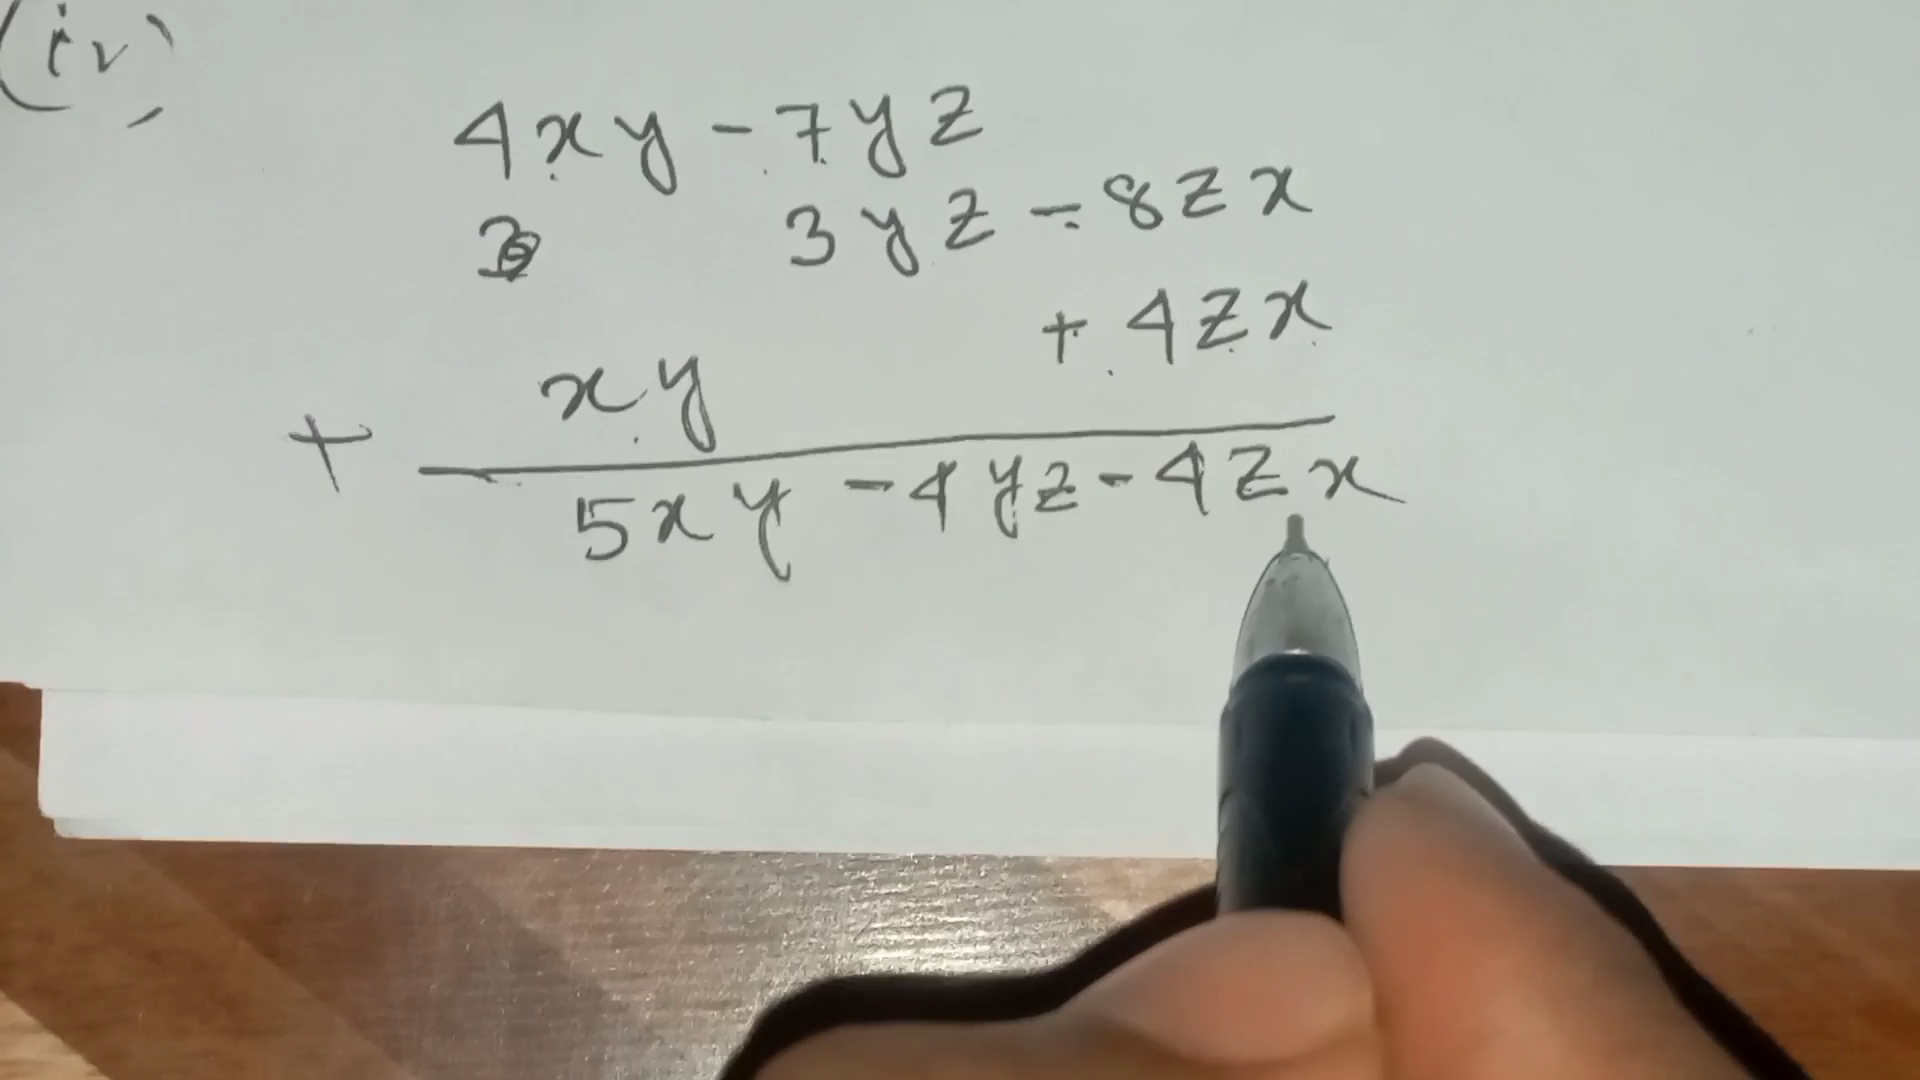 (iv)
4xy - 7yz
3yz - 8zx
+ 4zx
xy
+
5xy - 4yz - 4zx